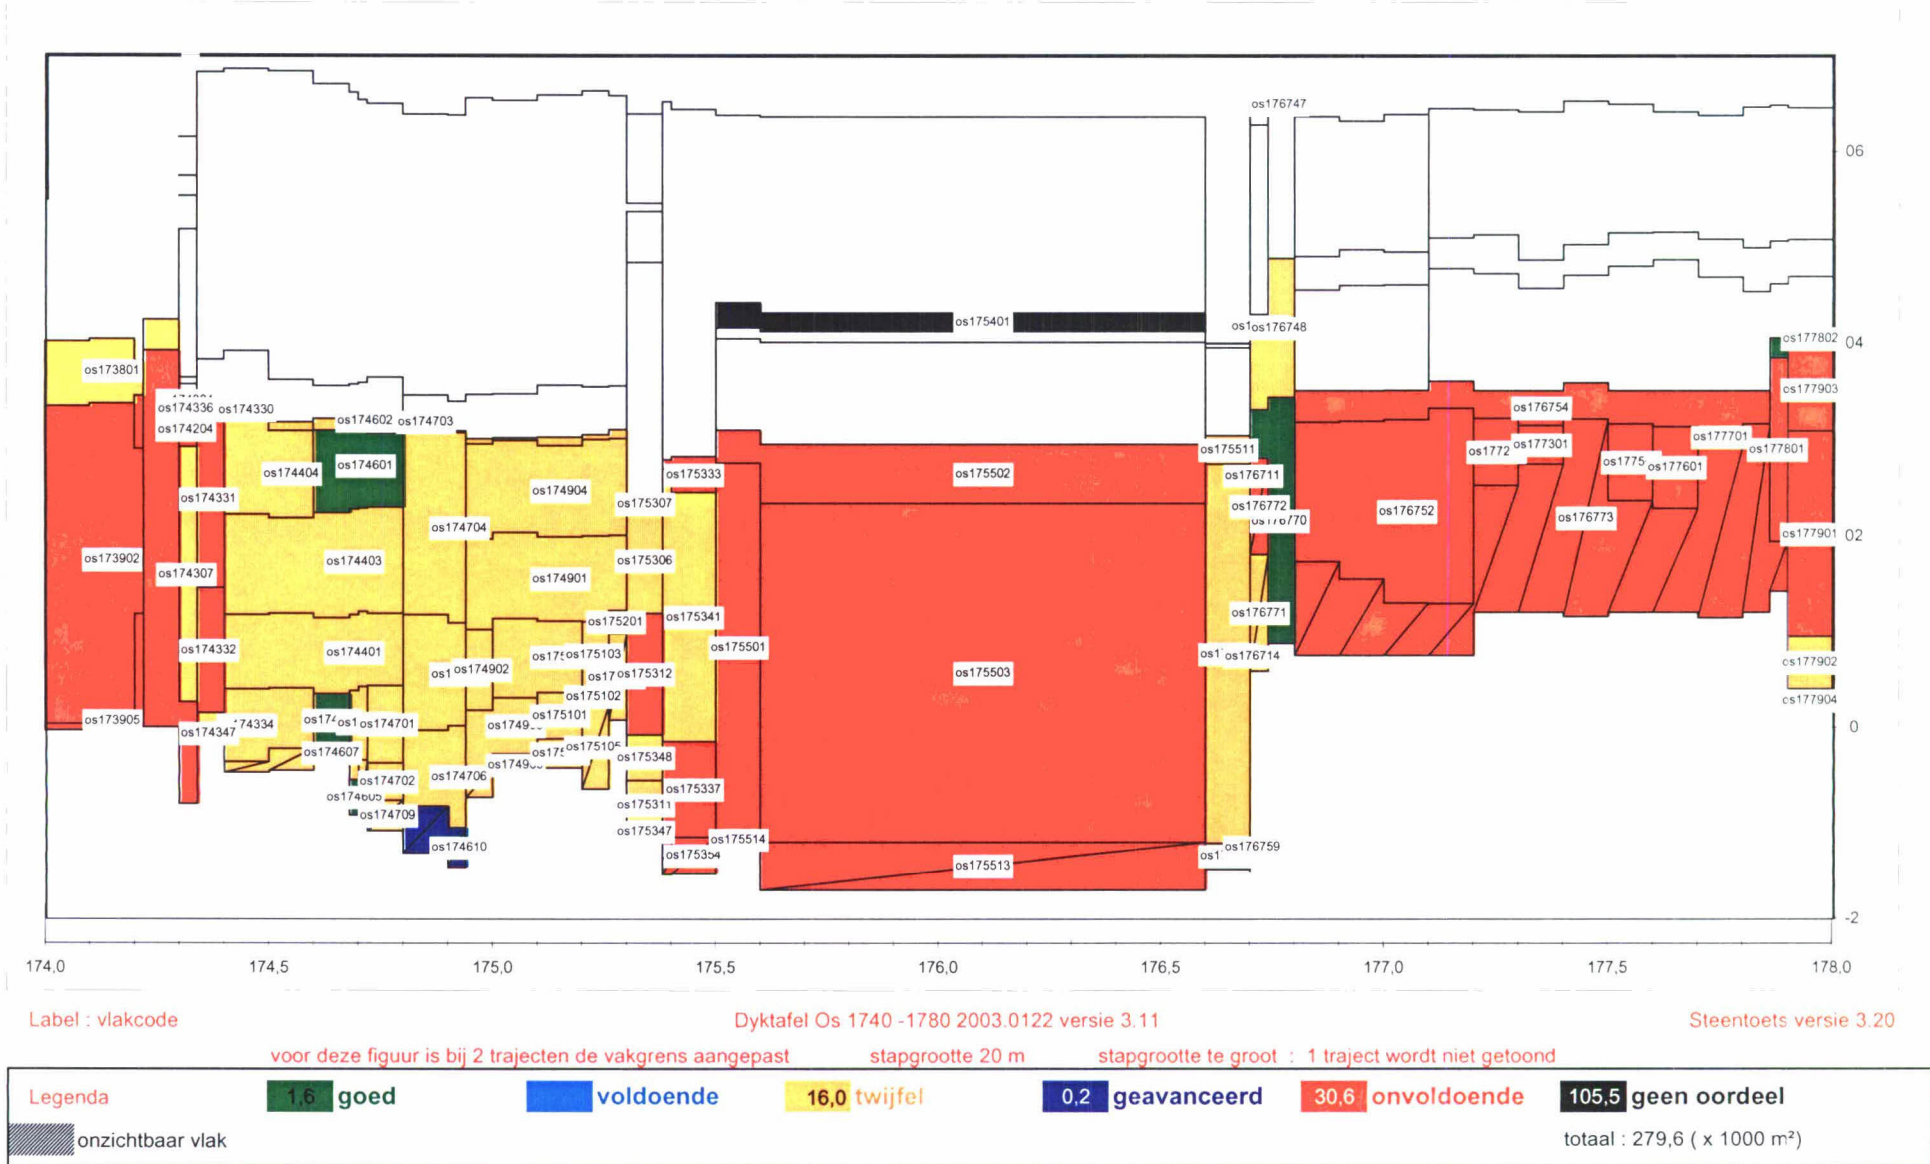 os176747
06
os175401
os176748
os177802
04
os173801
os177903
os174336
os174330
os174602
os174703
os176754
os174204
os177301
os177701
os175511
os177801
os174404
os174601
os175333
os175502
os176711
os177601
os174904
os174331
os175307
os176772
os176752
os176773
os174704
os177901
02
os173902
os174403
os175306
os174307
os174901
os176771
os175341
os175201
os174332
os174401
os175501
os175103
os176714
os177902
os174902
os175312
os175503
os175102
os177904
os173905
os174701
os175101
0
os174347
os174607
os175105
os175348
os174702
os174706
os175337
os174605
os175311
os174709
os175347
os175514
os174610
os176759
os175354
os175513
-2
174,0 174,5 175,0 175,5 176,0 176,5 177,0 177,5 178,0
Label : vlakcode Dyktafel Os 1740 -1780 2003.0122 versie 3.11 Steentoets versie 3.20
voor deze figuur is bij 2 trajecten de vakgrens aangepast stapgrootte 20 m stapgrootte te groot : 1 traject wordt niet getoond
Legenda 1,6 goed voldoende 16,0 twijfel 0,2 geavanceerd 30,6 onvoldoende 105,5 geen oordeel
onzichtbaar vlak totaal : 279,6 ( x 1000 m²)